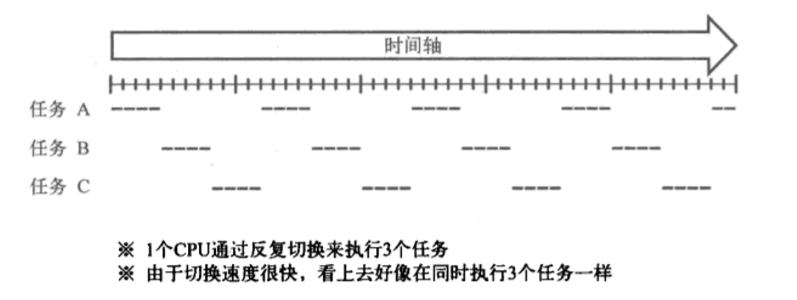 时间轴
任务 A
任务 B
任务 C
※ 1个CPU通过反复切换来执行3个任务
※ 由于切换速度很快，看上去好像在同时执行3个任务一样